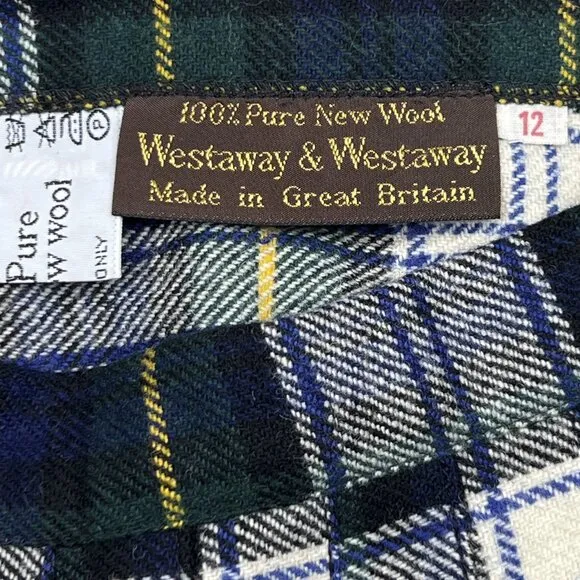 100% Pure New Wool
Westaway & Westaway
Made in Great Britain
12
P
Pure
w wool
ONLY